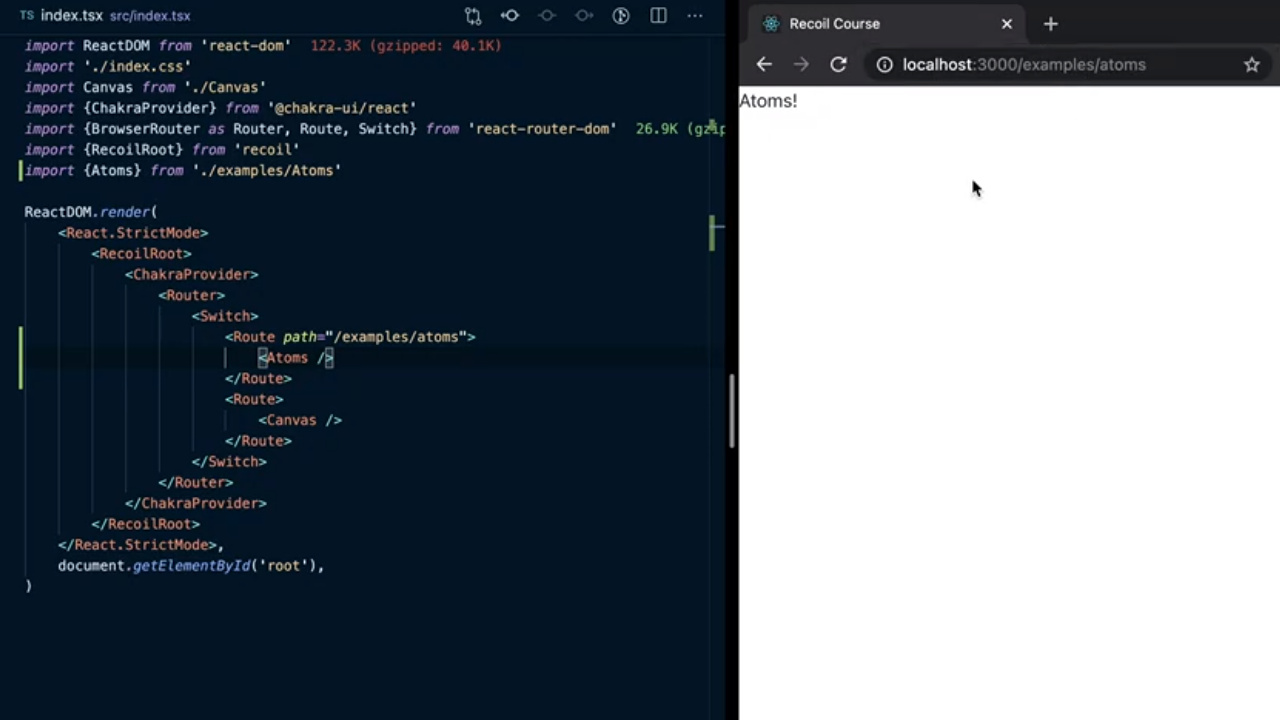 TS index.tsx src/index.tsx
import ReactDOM from 'react-dom' 122.3K (gzipped: 40.1K)
import './index.css'
import Canvas from './Canvas'
import {ChakraProvider} from '@chakra-ui/react'
import {BrowserRouter as Router, Route, Switch} from 'react-router-dom' 26.9K (gzip
import {RecoilRoot} from 'recoil'
import {Atoms} from './examples/Atoms'
ReactDOM.render(
<React.StrictMode>
<RecoilRoot>
<ChakraProvider>
<Router>
<Switch>
<Route path="/examples/atoms">
<Atoms />
</Route>
<Route>
<Canvas />
</Route>
</Switch>
</Router>
</ChakraProvider>
</RecoilRoot>
</React.StrictMode>,
document.getElementById('root'),
)
Recoil Course
localhost:3000/examples/atoms
Atoms!